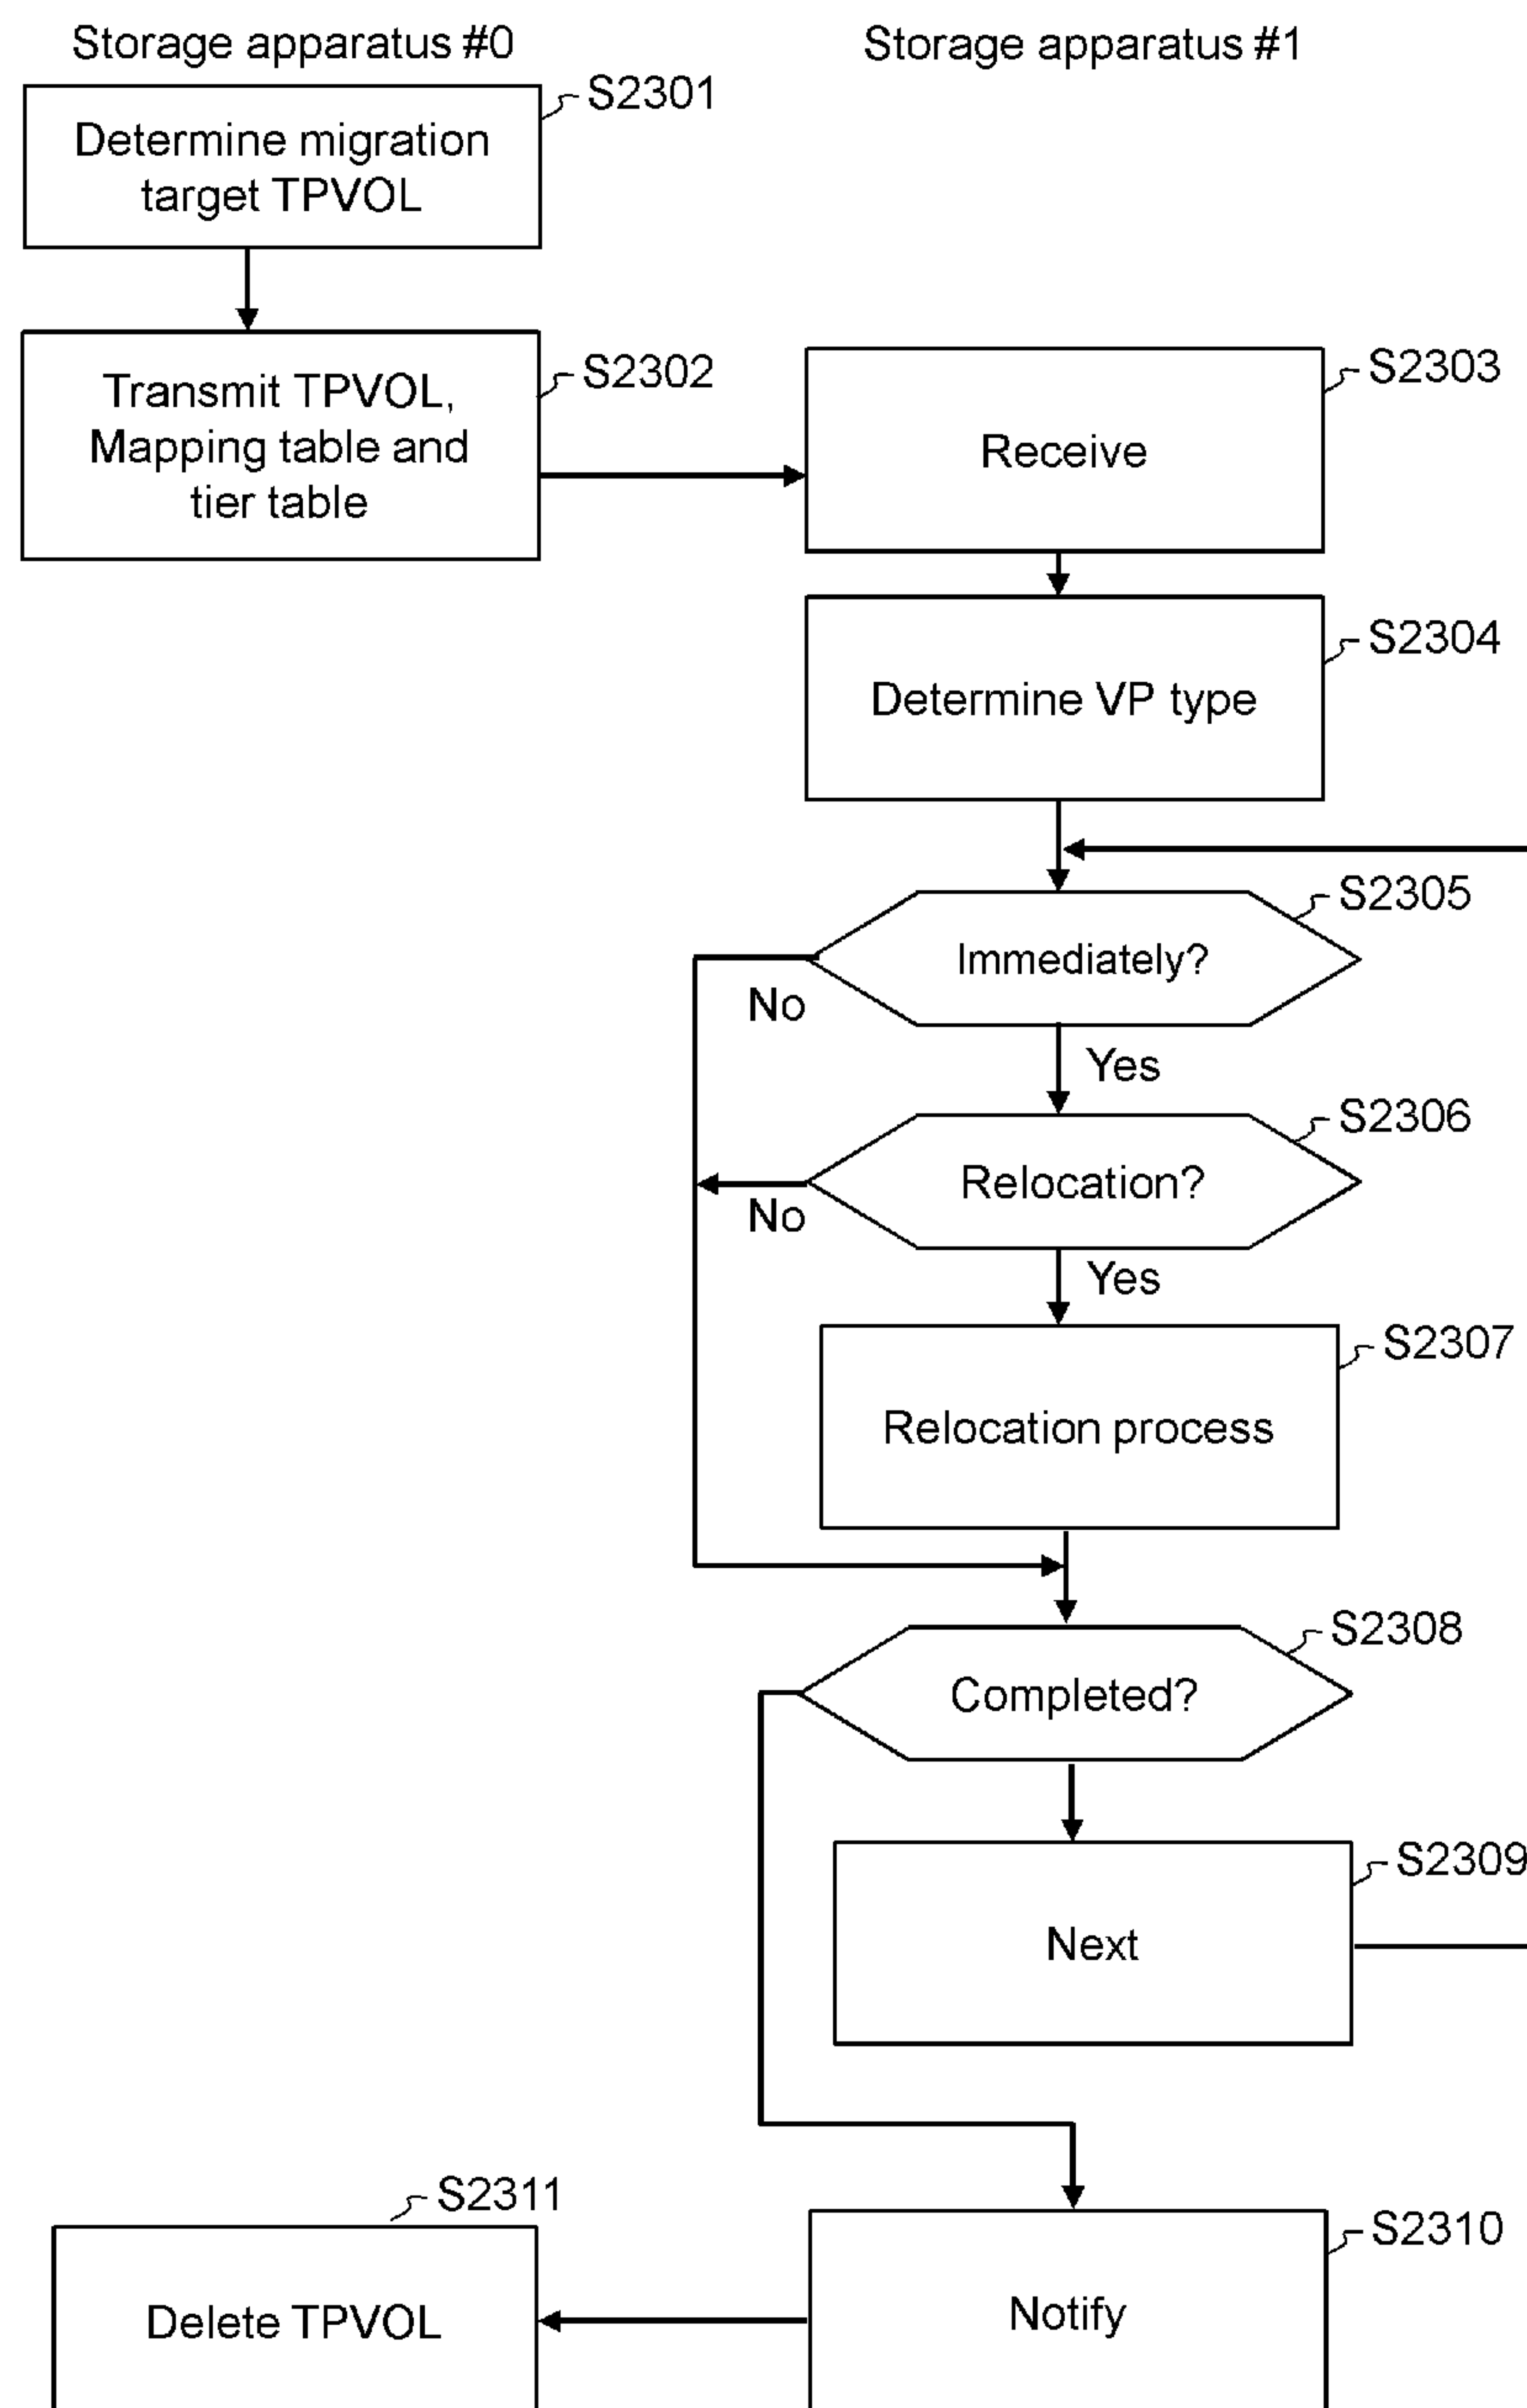 Storage apparatus #0
Storage apparatus #1
S2301
Determine migration
target TPVOL
S2302
Transmit TPVOL,
Mapping table and
tier table
S2303
Receive
S2304
Determine VP type
S2305
Immediately?
No
Yes
S2306
Relocation?
No
Yes
S2307
Relocation process
S2308
Completed?
S2309
Next
S2311
Delete TPVOL
S2310
Notify